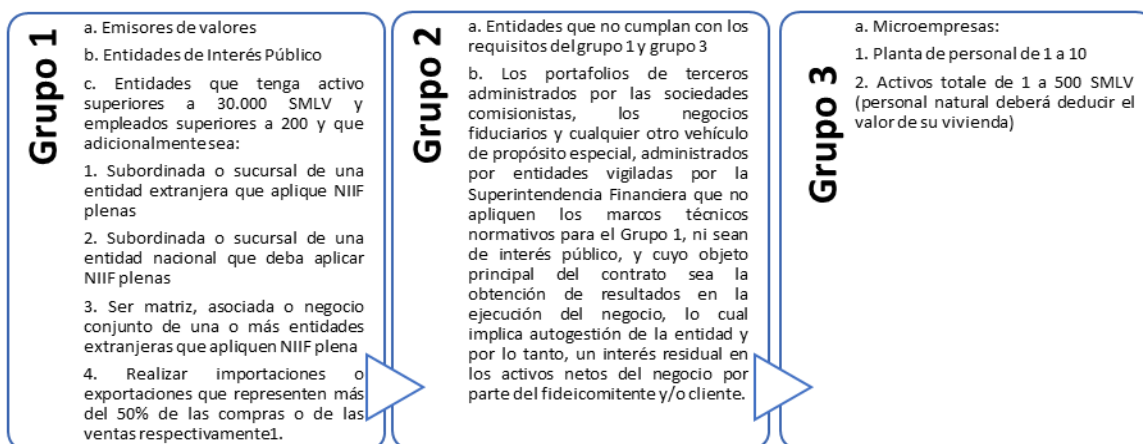 Grupo 1
a. Emisores de valores
b. Entidades de Interés Público
c. Entidades que tenga activo
superiores a 30.000 SMLV y
empleados superiores a 200 y que
adicionalmente sea:
1. Subordinada o sucursal de una
entidad extranjera que aplique NIIF
plenas
2. Subordinada o sucursal de una
entidad nacional que deba aplicar
NIIF plenas
3. Ser matriz, asociada o negocio
conjunto de una o más entidades
extranjeras que apliquen NIIF plena
4. Realizar importaciones o
exportaciones que representen más
del 50% de las compras o de las
ventas respectivamente1.
Grupo 2
a. Entidades que no cumplan con los
requisitos del grupo 1 y grupo 3
b. Los portafolios de terceros
administrados por las sociedades
comisionistas, los negocios
fiduciarios y cualquier otro vehículo
de propósito especial, administrados
por entidades vigiladas por la
Superintendencia Financiera que no
apliquen los marcos técnicos
normativos para el Grupo 1, ni sean
de interés público, y cuyo objeto
principal del contrato sea la
obtención de resultados en la
ejecución del negocio, lo cual
implica autogestión de la entidad y
por lo tanto, un interés residual en
los activos netos del negocio por
parte del fideicomitente y/o cliente.
Grupo 3
a. Microempresas:
1. Planta de personal de 1 a 10
2. Activos totale de 1 a 500 SMLV
(personal natural deberá deducir el
valor de su vivienda)